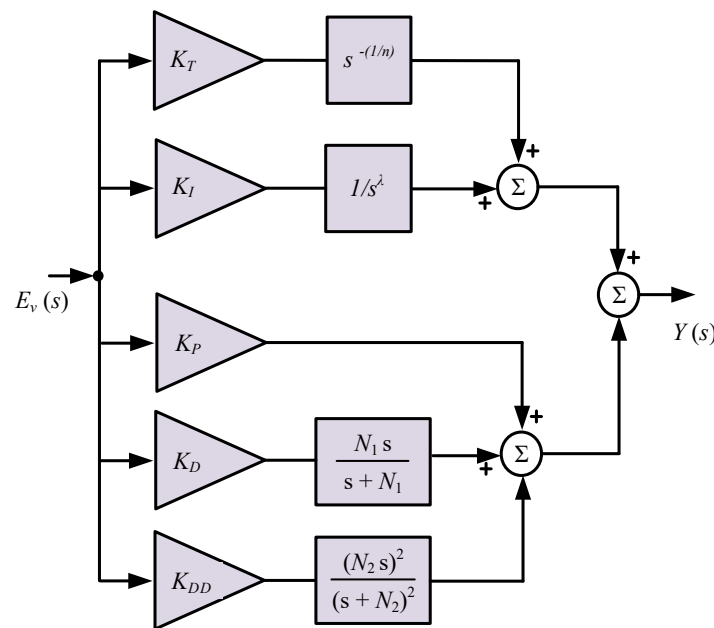 K_T
s^-(1/n)
+
K_I
1/s^λ
+
Σ
+
E_v (s)
Σ
Y (s)
K_P
+
K_D
N_1 s
s + N_1
+
Σ
K_DD
(N_2 s)^2
(s + N_2)^2